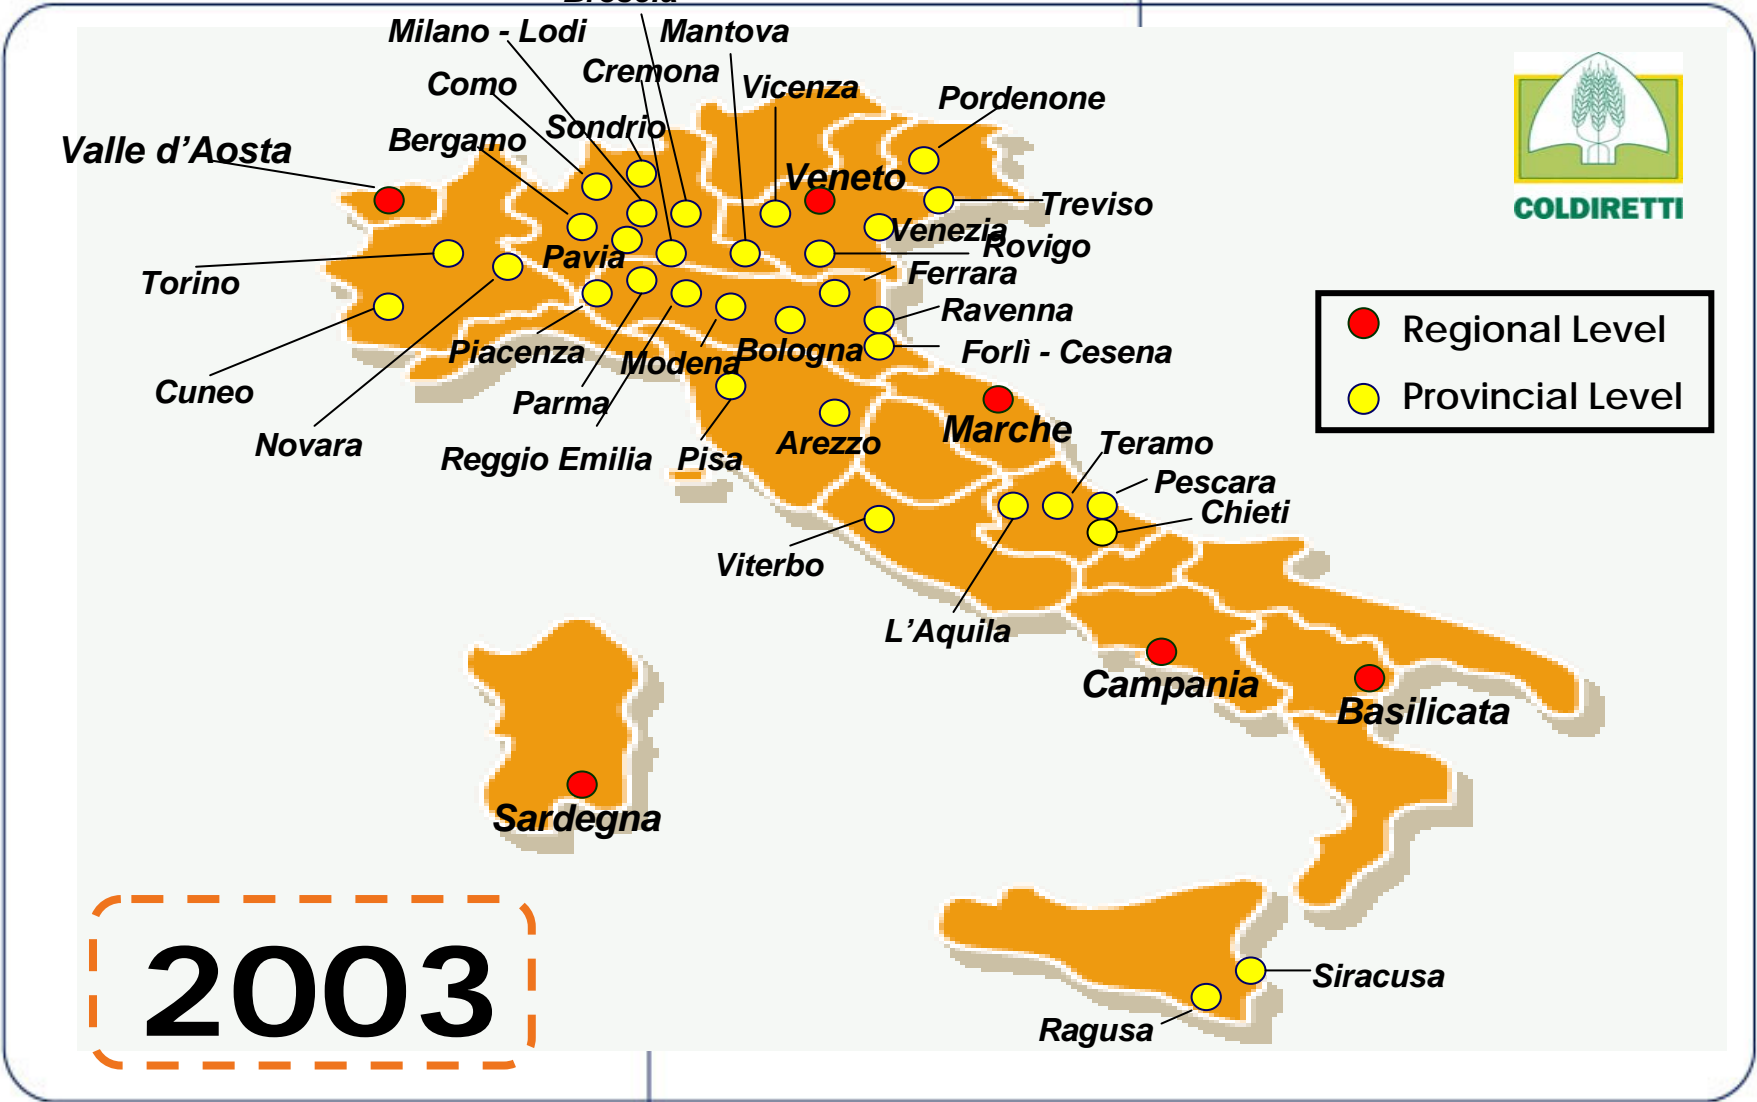 Brescia
Milano - Lodi
Mantova
Cremona
Como
Vicenza
Pordenone
Sondrio
Bergamo
Valle d’Aosta
Veneto
Treviso
COLDIRETTI
Venezia
Rovigo
Pavia
Torino
Ferrara
Ravenna
Regional Level
Piacenza
Modena
Bologna
Forlì - Cesena
Cuneo
Parma
Provincial Level
Marche
Novara
Reggio Emilia
Pisa
Arezzo
Teramo
Pescara
Chieti
Viterbo
L’Aquila
Campania
Basilicata
Sardegna
2003
Siracusa
Ragusa